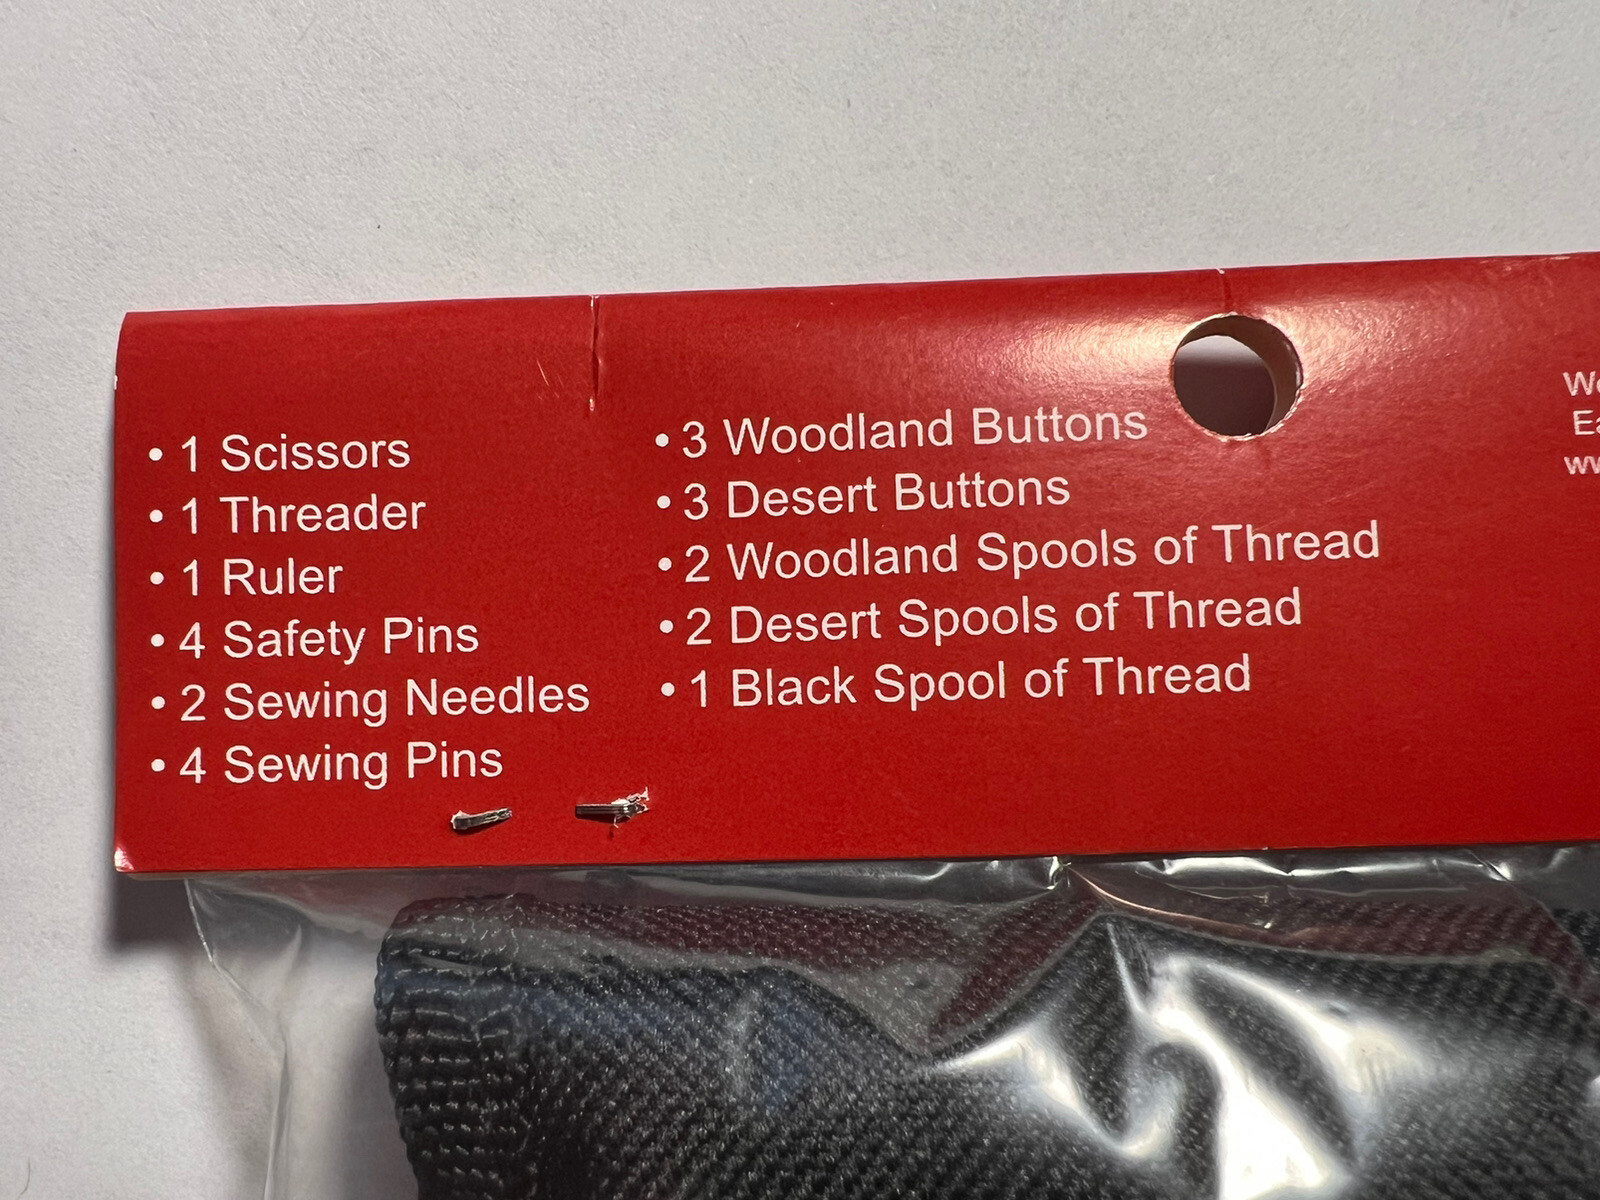 • 1 Scissors
• 1 Threader
• 1 Ruler
• 4 Safety Pins
• 2 Sewing Needles
• 4 Sewing Pins
• 3 Woodland Buttons
• 3 Desert Buttons
• 2 Woodland Spools of Thread
• 2 Desert Spools of Thread
• 1 Black Spool of Thread